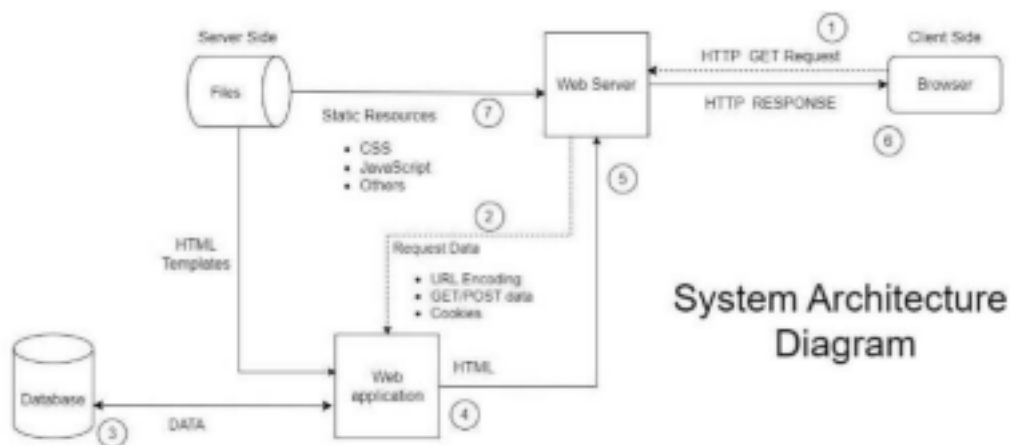 Server Side
1
Client Side
Files
Web Server
HTTP GET Request
Browser
HTTP RESPONSE
7
Static Resources
CSS
JavaScript
Others
6
5
2
HTML
Templates
Request Data
URL Encoding
GET/POST data
Cookies
System Architecture
Diagram
Database
Web
application
HTML
DATA
3
4